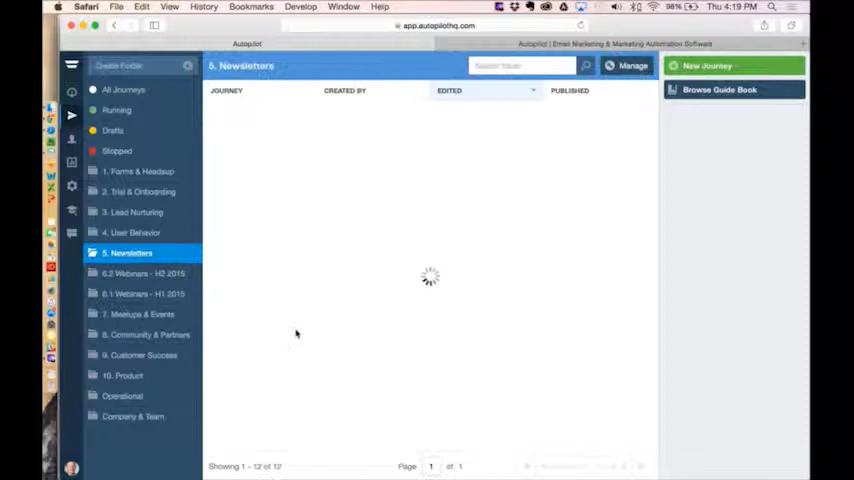 Safari File Edit View History Bookmarks Develop Window Help 98% Thu 4:19 PM
app.autopilothq.com
Autopilot
Autopilot | Email Marketing & Marketing Automation Software
Create Folder
5. Newsletters
Manage
New Journey
All Journeys
JOURNEY CREATED BY EDITED PUBLISHED
Browse Guide Book
Running
Drafts
Stopped
1. Forms & Headsup
2. Trial & Onboarding
3. Lead Nurturing
4. User Behavior
5. Newsletters
6.2 Webinars - H2 2015
6.1 Webinars - H1 2015
7. Meetups & Events
8. Community & Partners
9. Customer Success
10. Product
Operational
Company & Team
Showing 1 - 12 of 12
Page 1 of 1